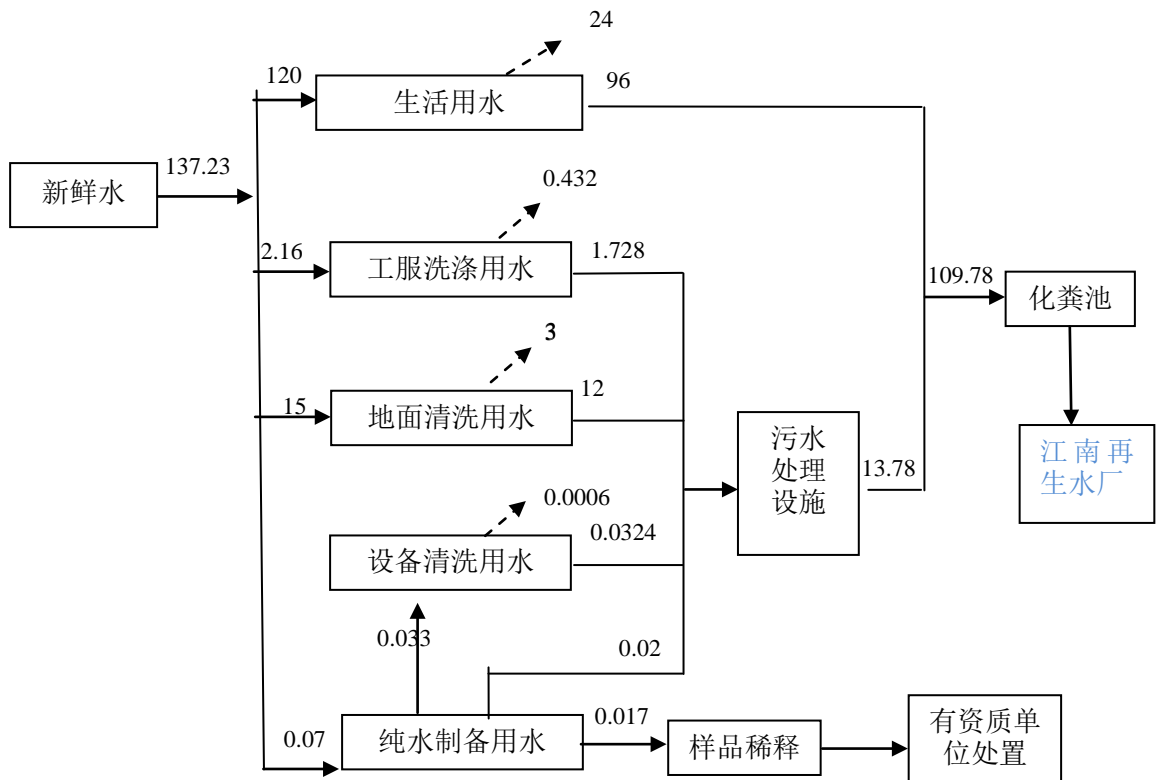 24
120
生活用水
96
新鲜水
137.23
0.432
2.16
工服洗涤用水
1.728
109.78
化粪池
3
15
地面清洗用水
12
污水
处理
设施
13.78
江南再
生水厂
0.0006
设备清洗用水
0.0324
0.033
0.02
0.07
纯水制备用水
0.017
样品稀释
有资质单
位处置